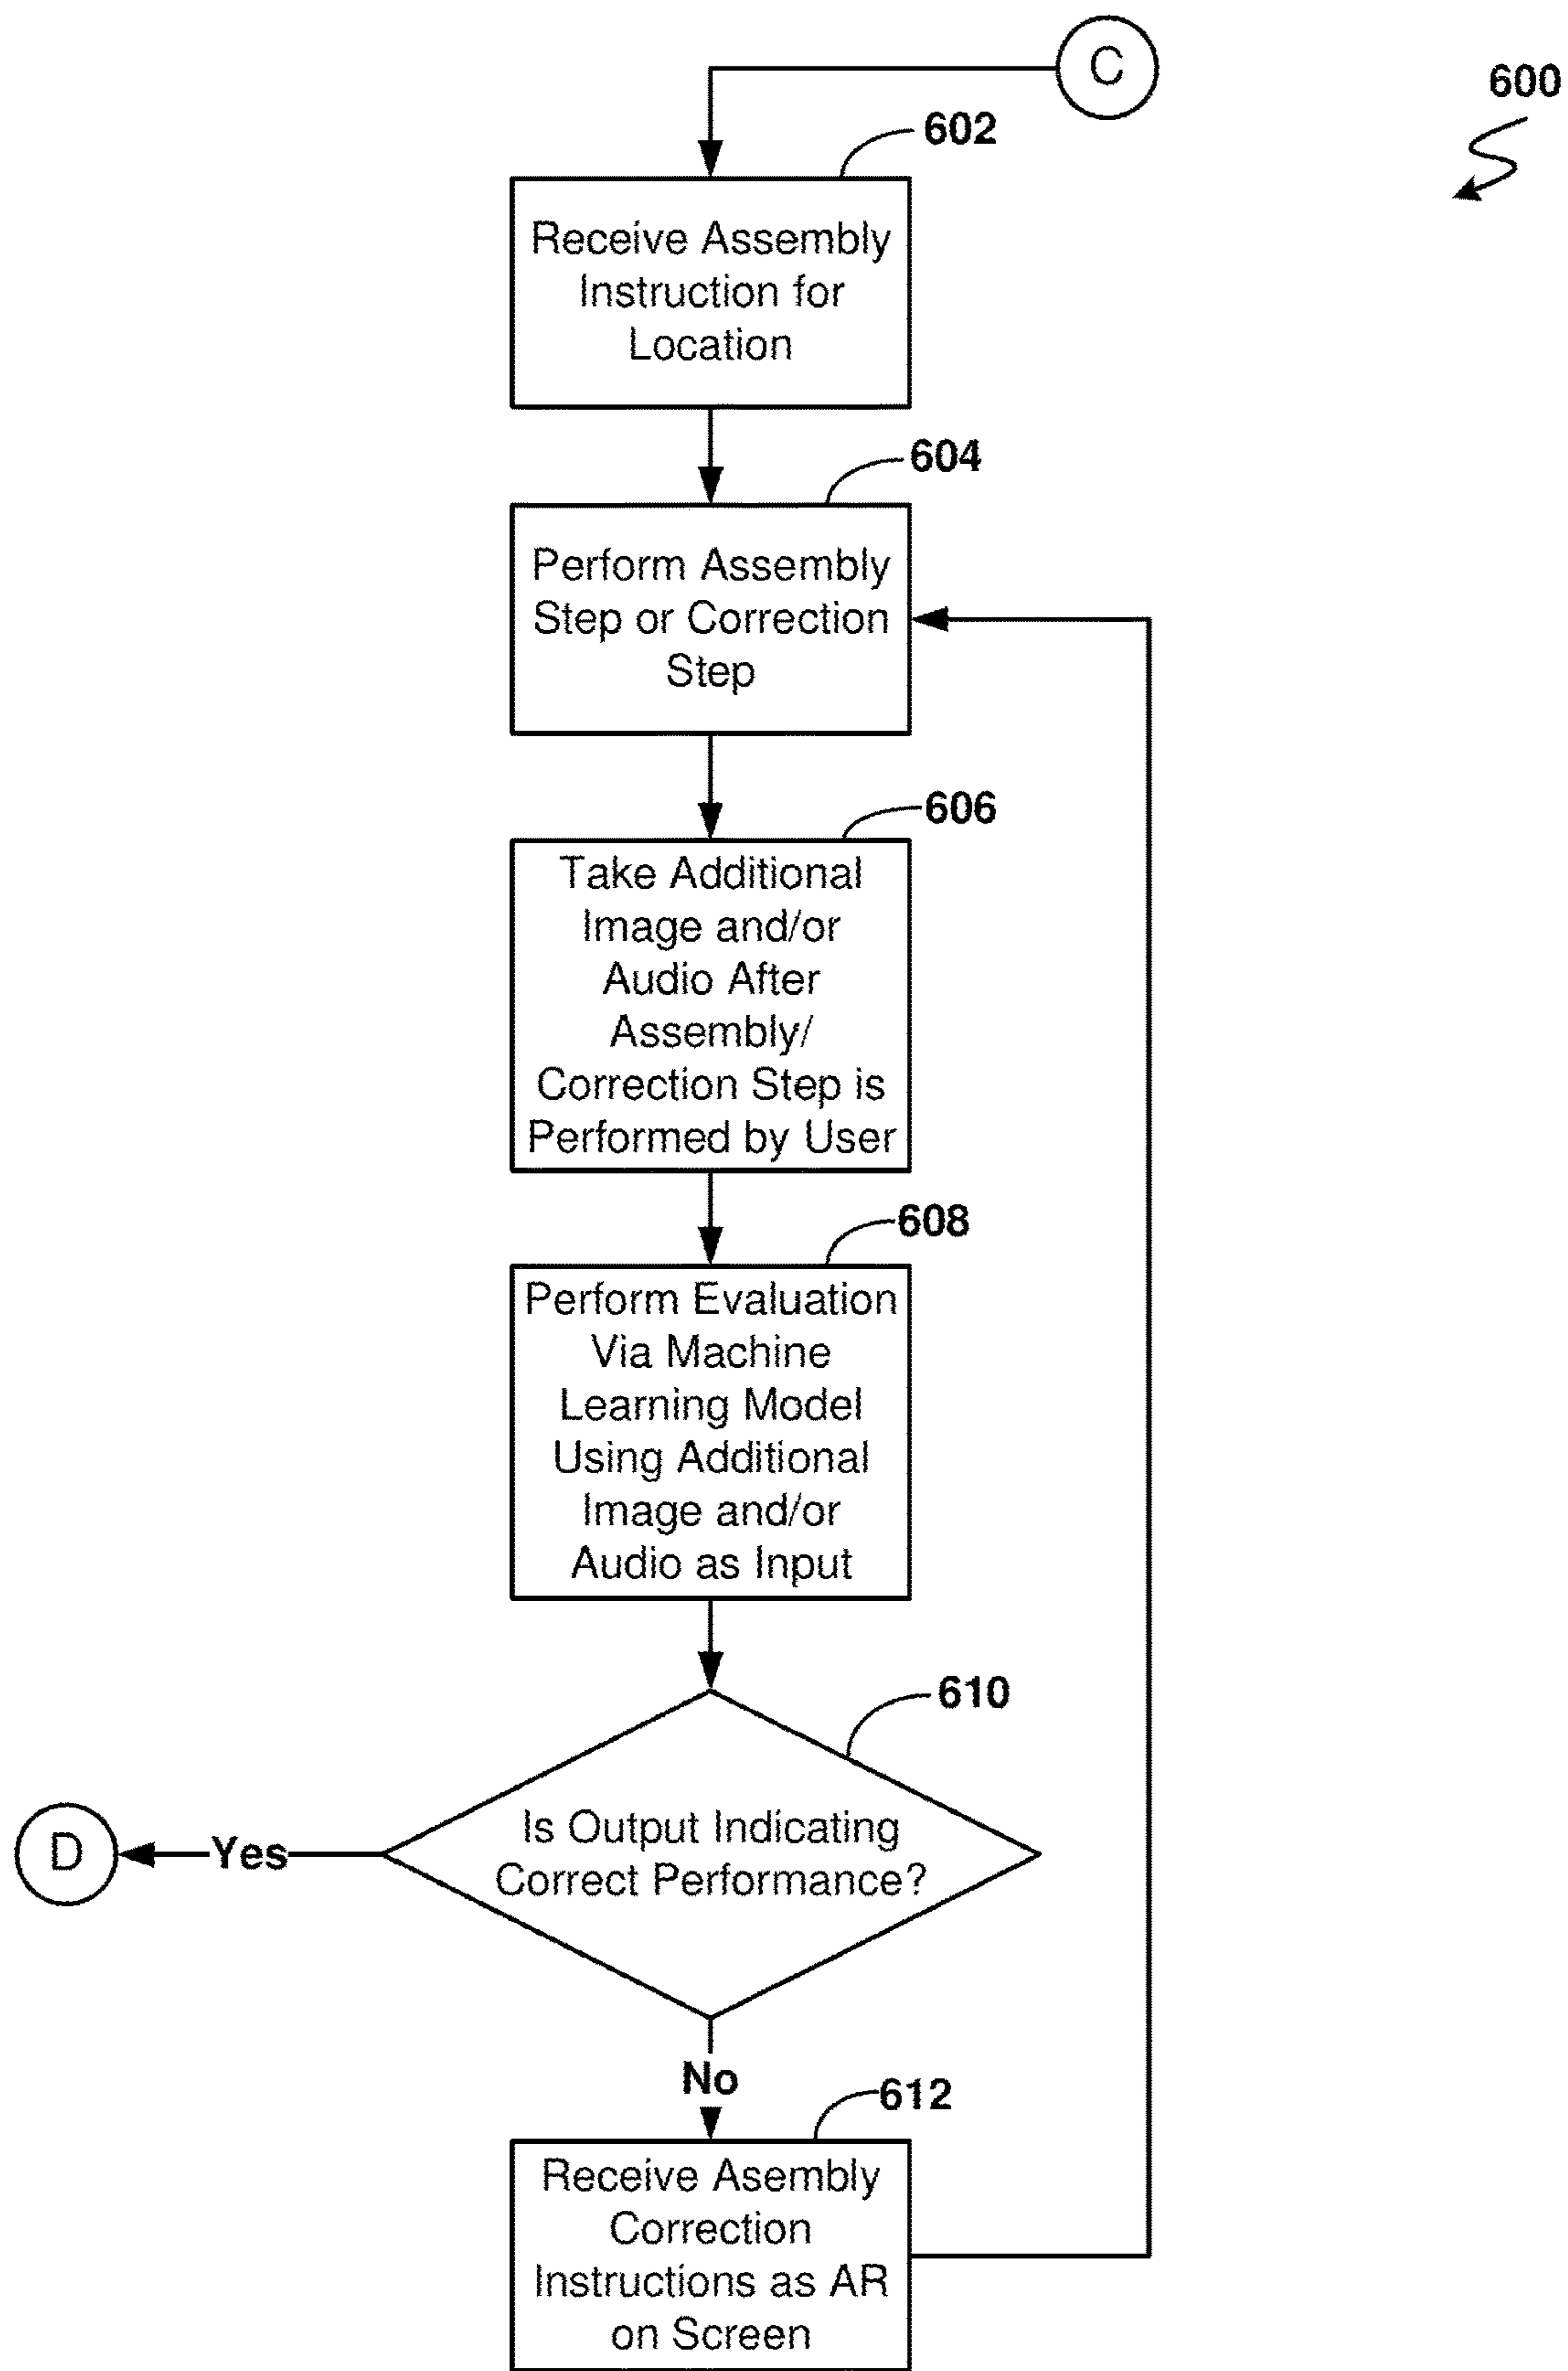 C
600
602
Receive Assembly
Instruction for
Location
604
Perform Assembly
Step or Correction
Step
606
Take Additional
Image and/or
Audio After
Assembly/
Correction Step is
Performed by User
608
Perform Evaluation
Via Machine
Learning Model
Using Additional
Image and/or
Audio as Input
610
Is Output Indicating
Correct Performance?
D
Yes
No
612
Receive Asembly
Correction
Instructions as AR
on Screen